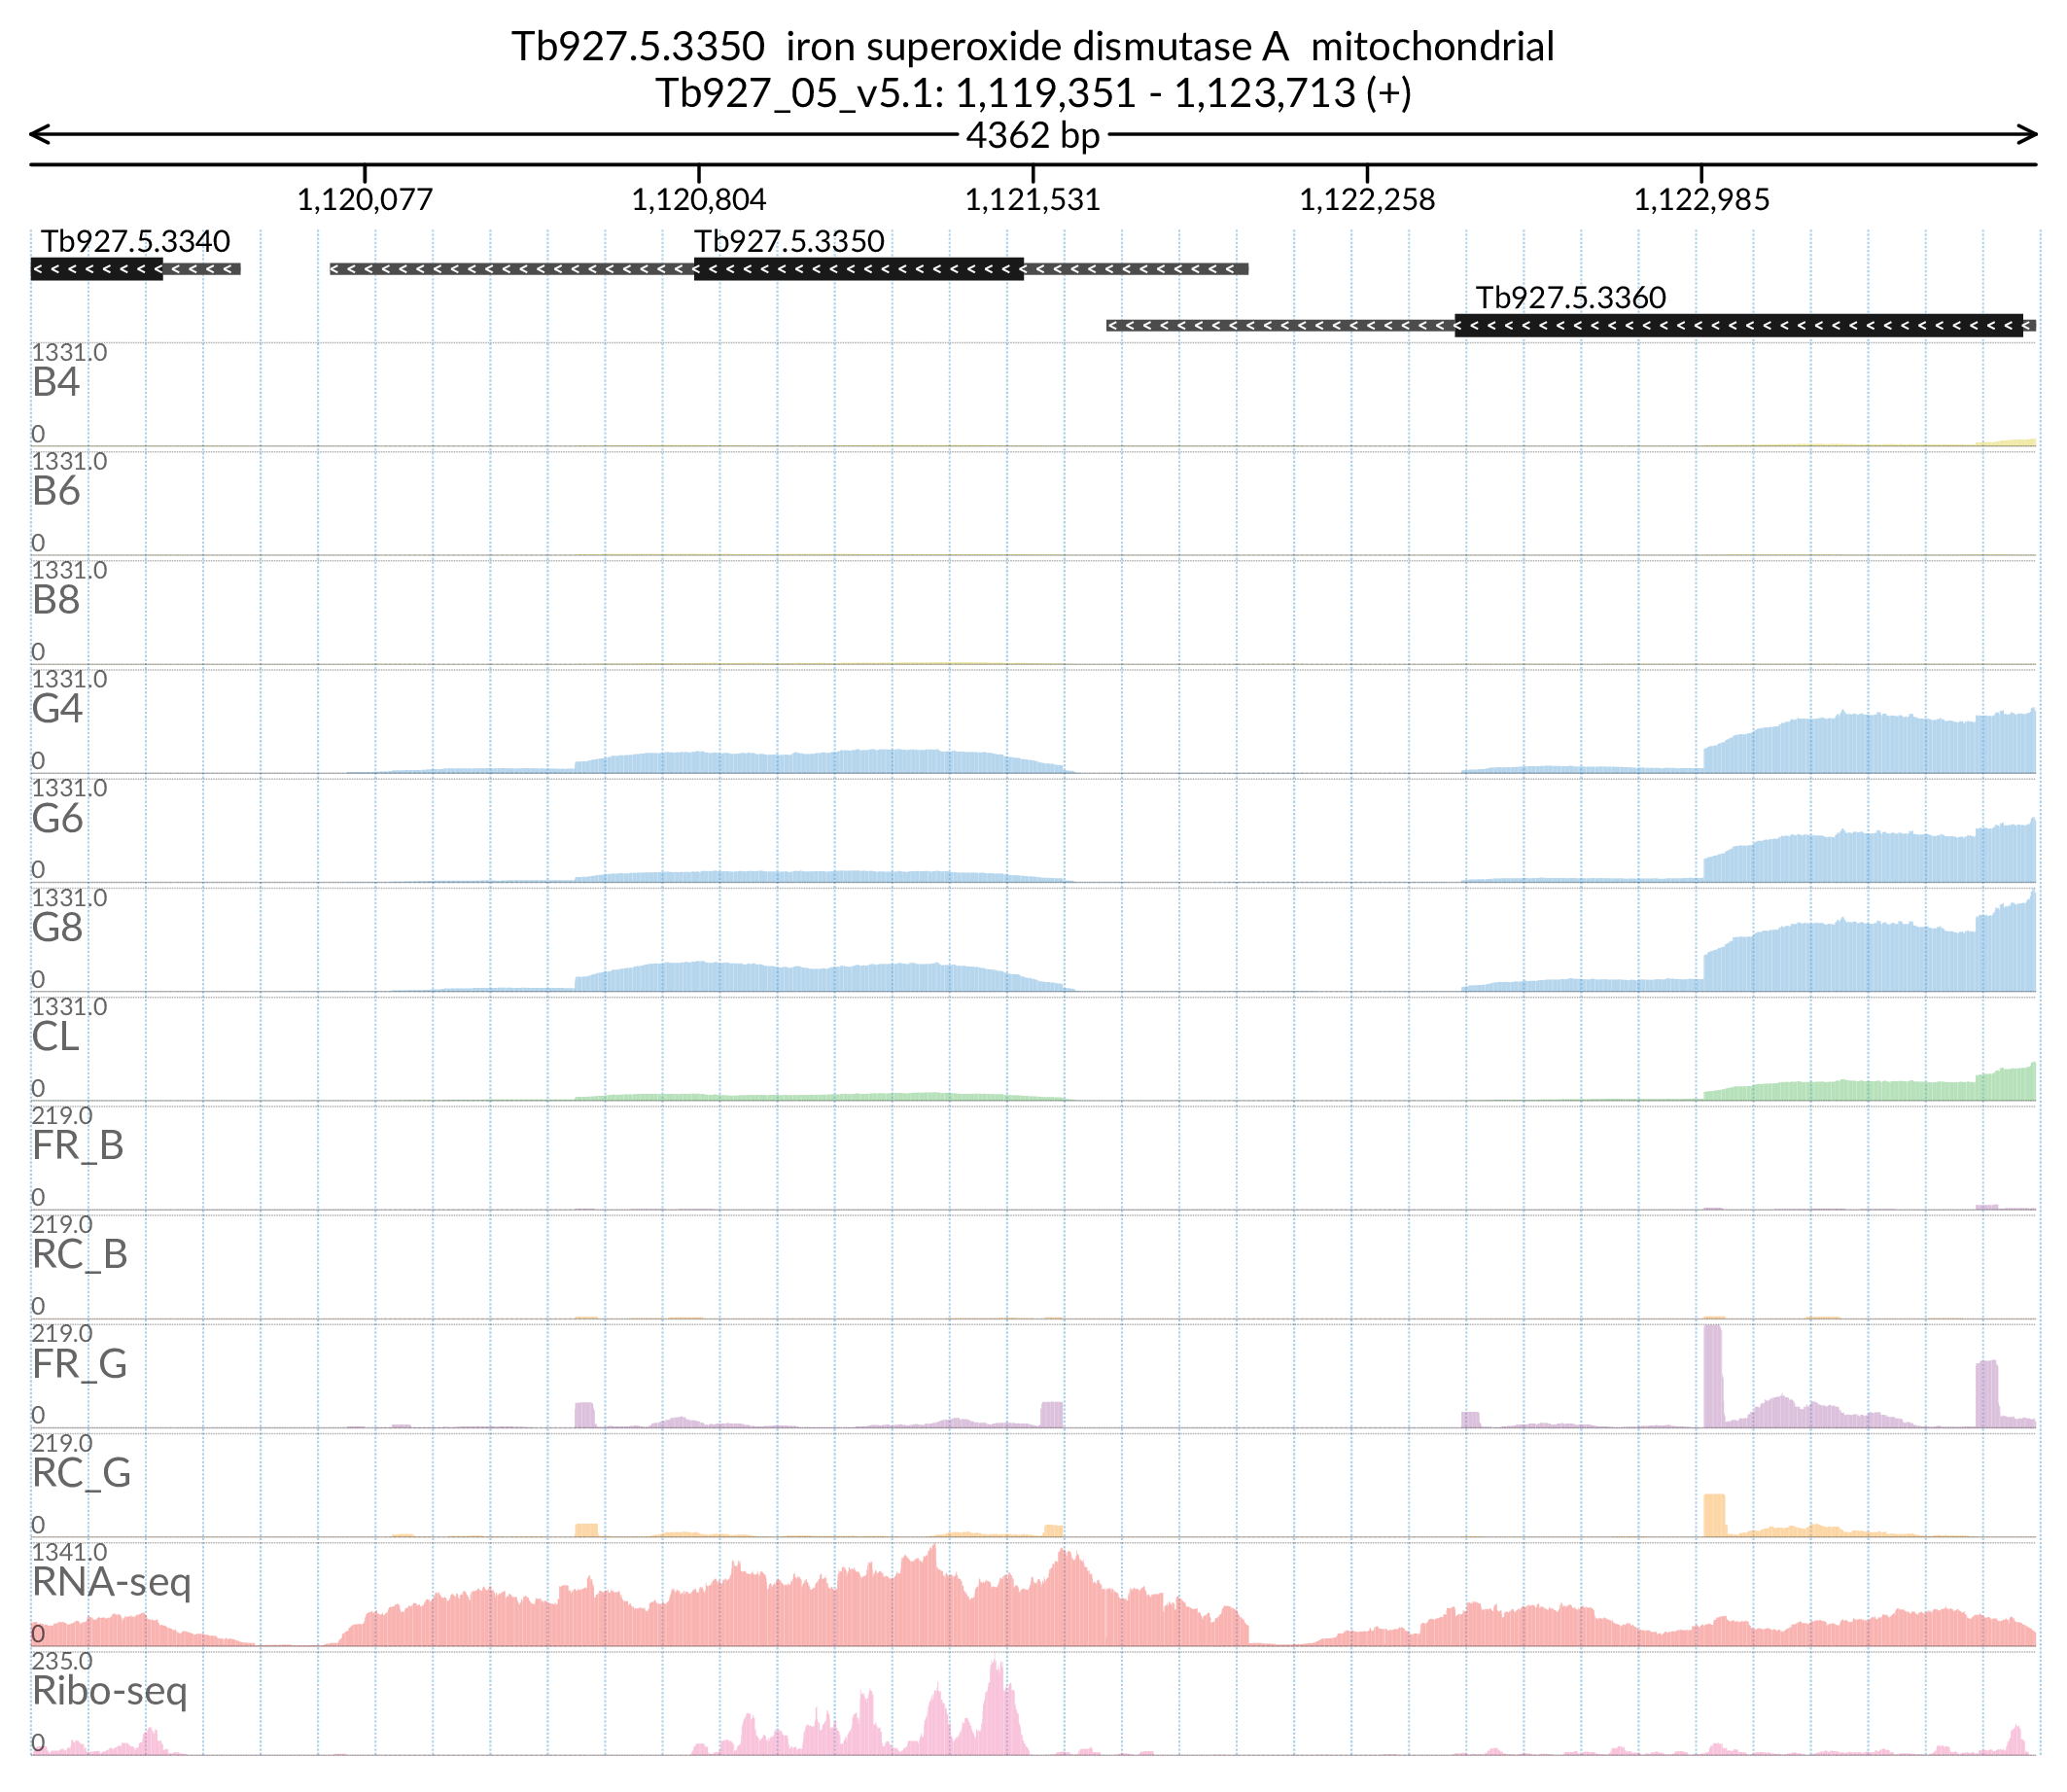 Tb927.5.3350 iron superoxide dismutase A mitochondrial
Tb927_05_v5.1: 1,119,351 - 1,123,713 (+)
4362 bp
1,120,077 1,120,804 1,121,531 1,122,258 1,122,985
Tb927.5.3340 Tb927.5.3350
Tb927.5.3360
1331.0
B4
0
1331.0
B6
0
1331.0
B8
0
1331.0
G4
0
1331.0
G6
0
1331.0
G8
0
1331.0
CL
0
219.0
FR_B
0
219.0
RC_B
0
219.0
FR_G
0
219.0
RC_G
0
1341.0
RNA-seq
0
235.0
Ribo-seq
0